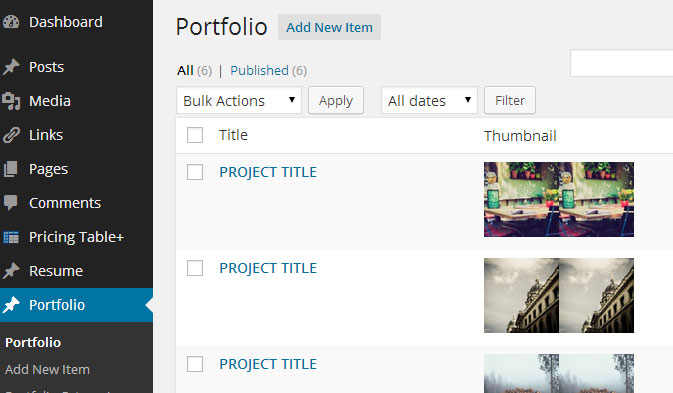 Dashboard
Posts
Media
Links
Pages
Comments
Pricing Table+
Resume
Portfolio
Portfolio
Add New Item
Portfolio Add New Item
All (6) | Published (6)
Bulk Actions Apply All dates Filter
Title Thumbnail
PROJECT TITLE
PROJECT TITLE
PROJECT TITLE